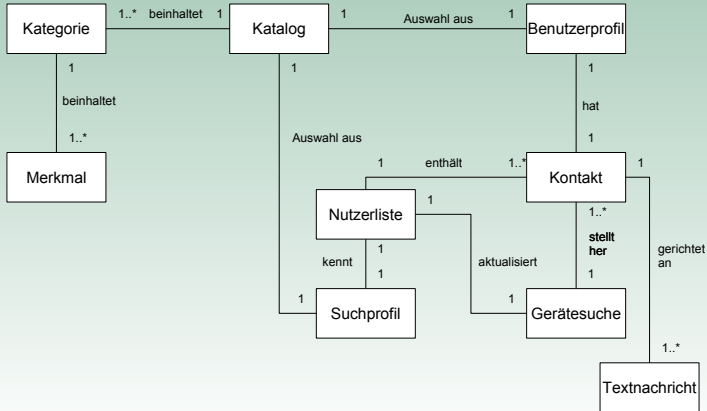 Kategorie
1..* beinhaltet 1
Katalog
1 Auswahl aus 1
Benutzerprofil
1
beinhaltet
1..*
Merkmal
1
Auswahl aus
1
1
hat
1
Kontakt
1 enthält 1..*
Nutzerliste
1
aktualisiert
1
1
kennt
1
Suchprofil
1..*
stellt
her
1
Gerätesuche
1
gerichtet
an
1..*
Textnachricht